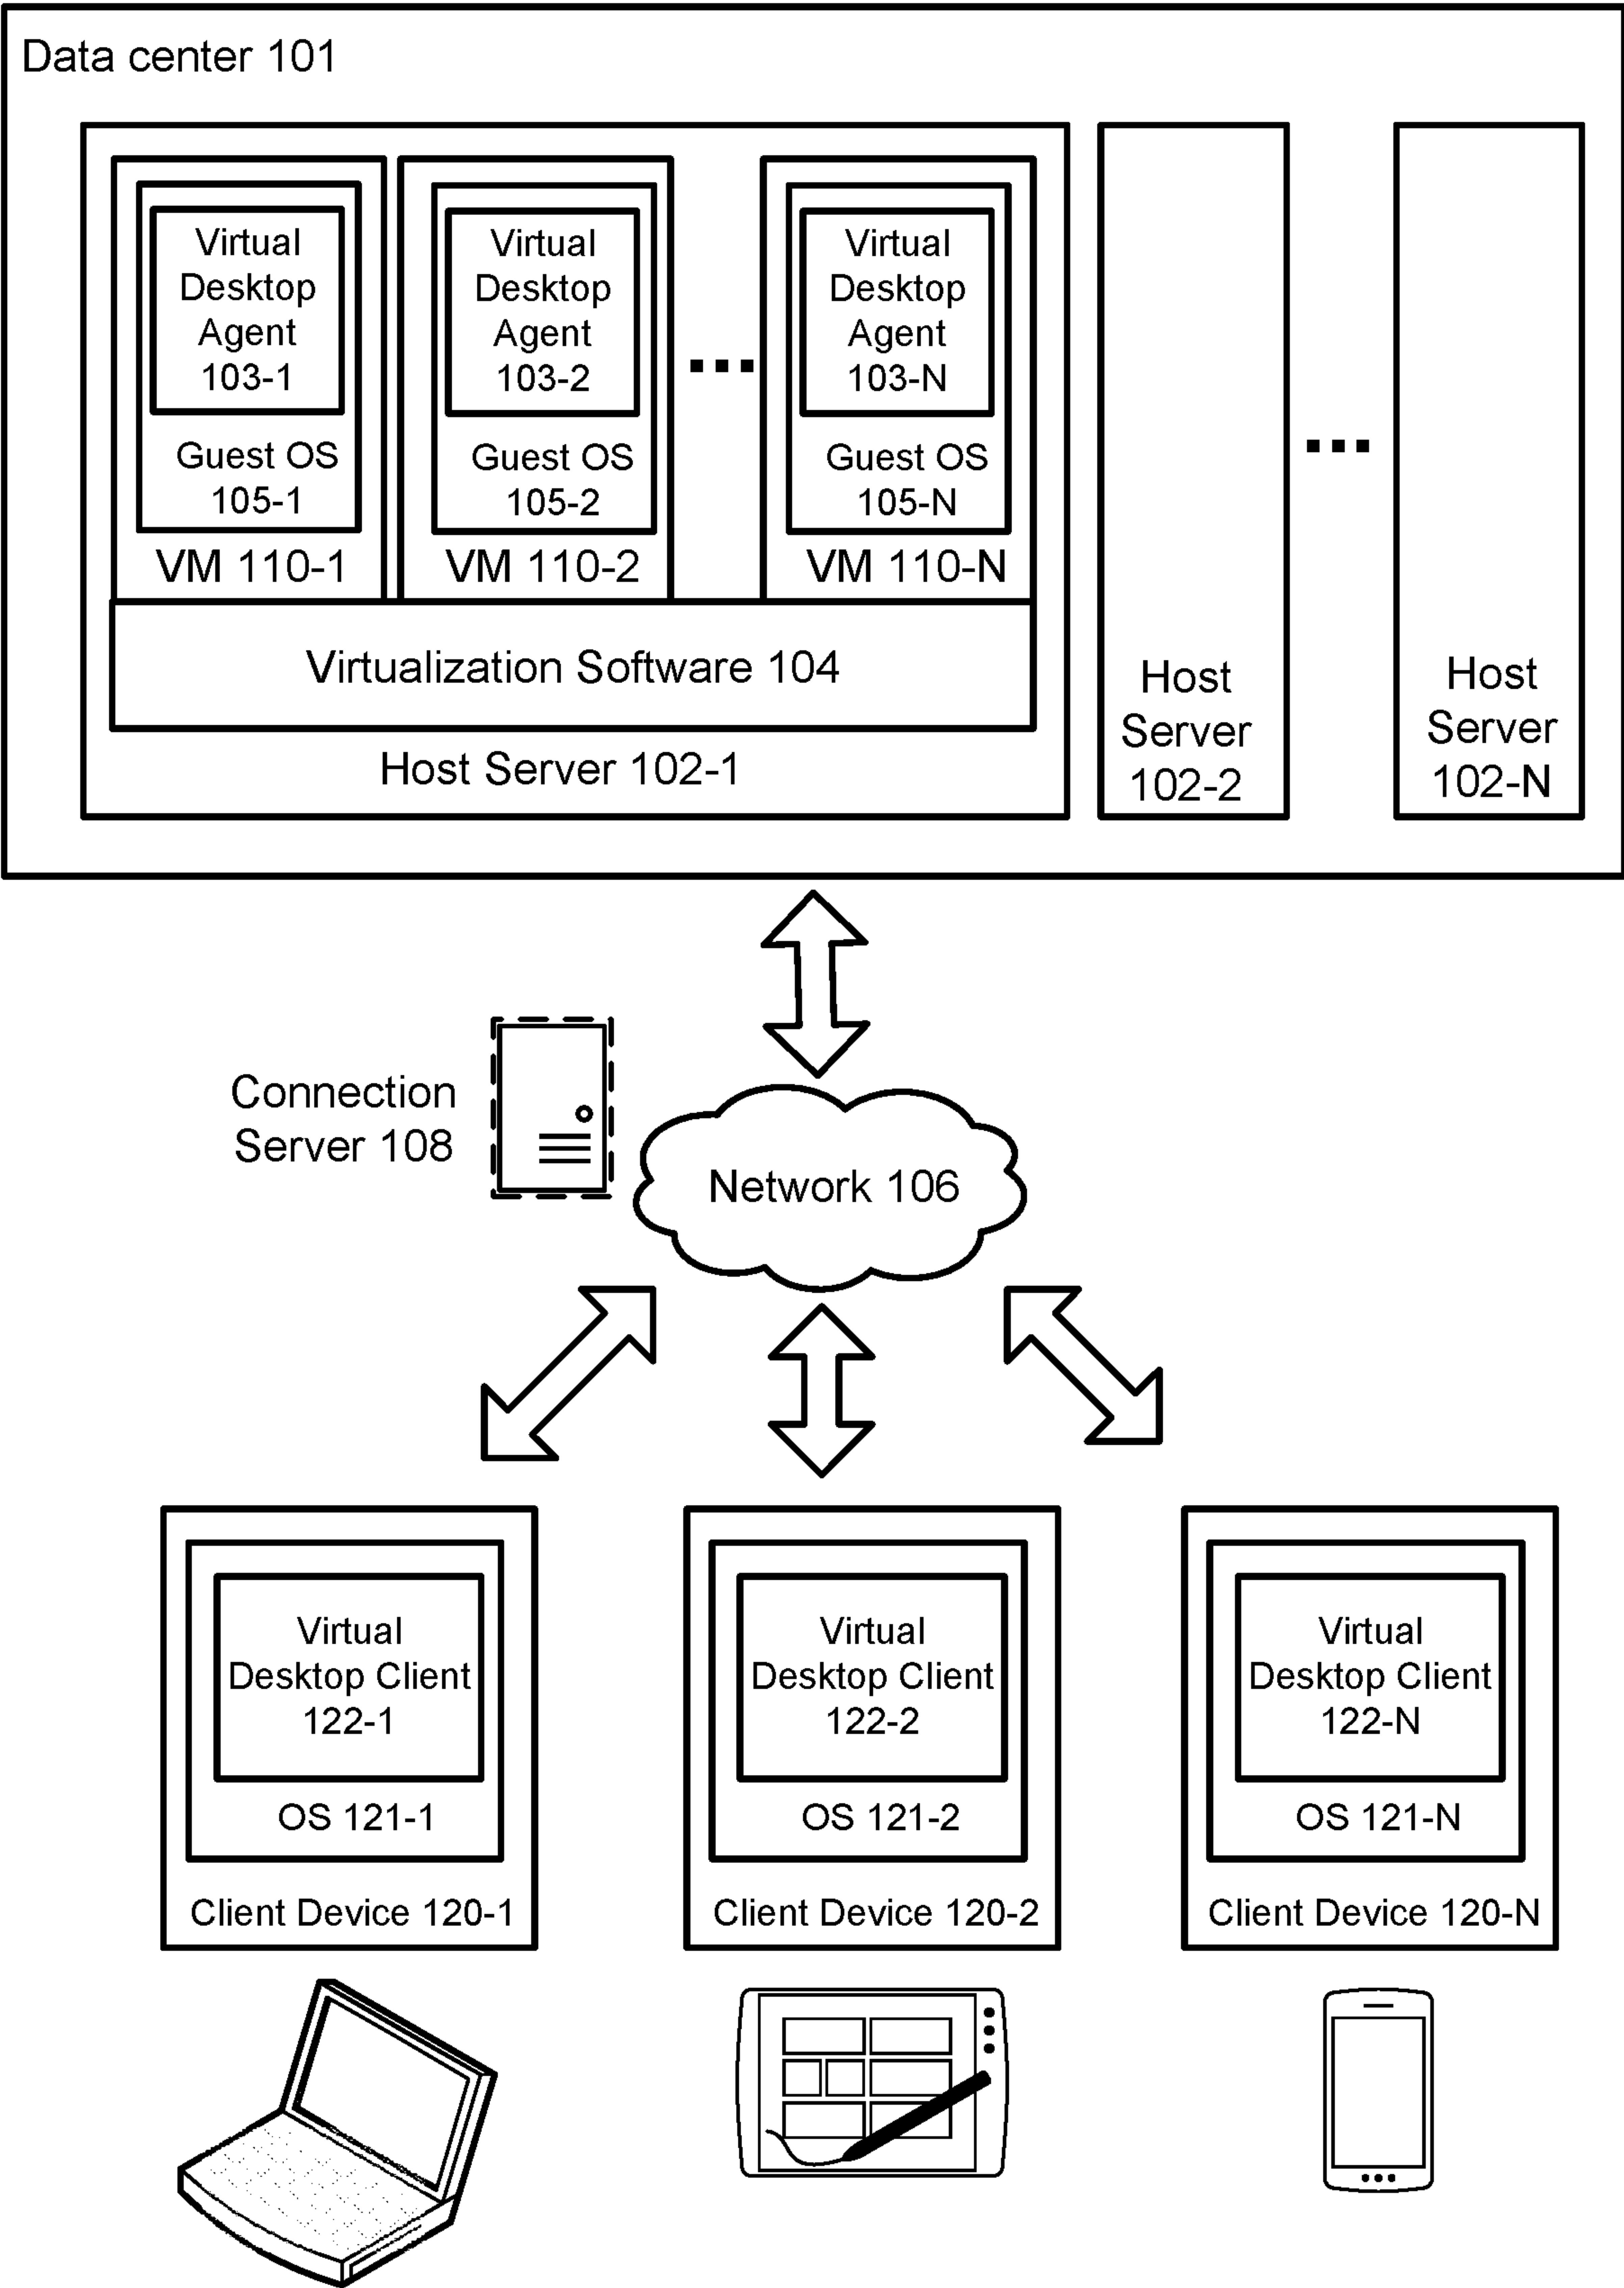 Data center 101
Virtual
Desktop
Agent
103-1
Guest OS
105-1
VM 110-1
Virtual
Desktop
Agent
103-2
Guest OS
105-2
VM 110-2
Virtual
Desktop
Agent
103-N
Guest OS
105-N
VM 110-N
Virtualization Software 104
Host Server 102-1
Host
Server
102-2
Host
Server
102-N
Connection
Server 108
Network 106
Virtual
Desktop Client
122-1
OS 121-1
Client Device 120-1
Virtual
Desktop Client
122-2
OS 121-2
Client Device 120-2
Virtual
Desktop Client
122-N
OS 121-N
Client Device 120-N